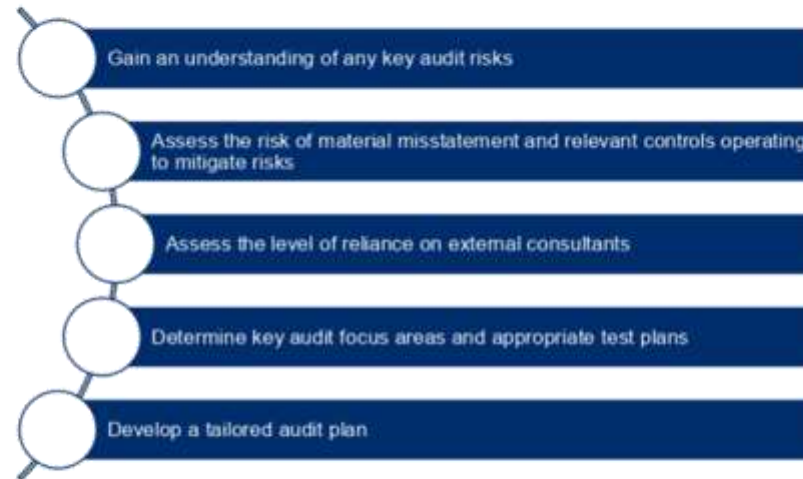 Gain an understanding of any key audit risks
Assess the risk of material misstatement and relevant controls operating
to mitigate risks
Assess the level of reliance on external consultants
Determine key audit focus areas and appropriate test plans
Develop a tailored audit plan